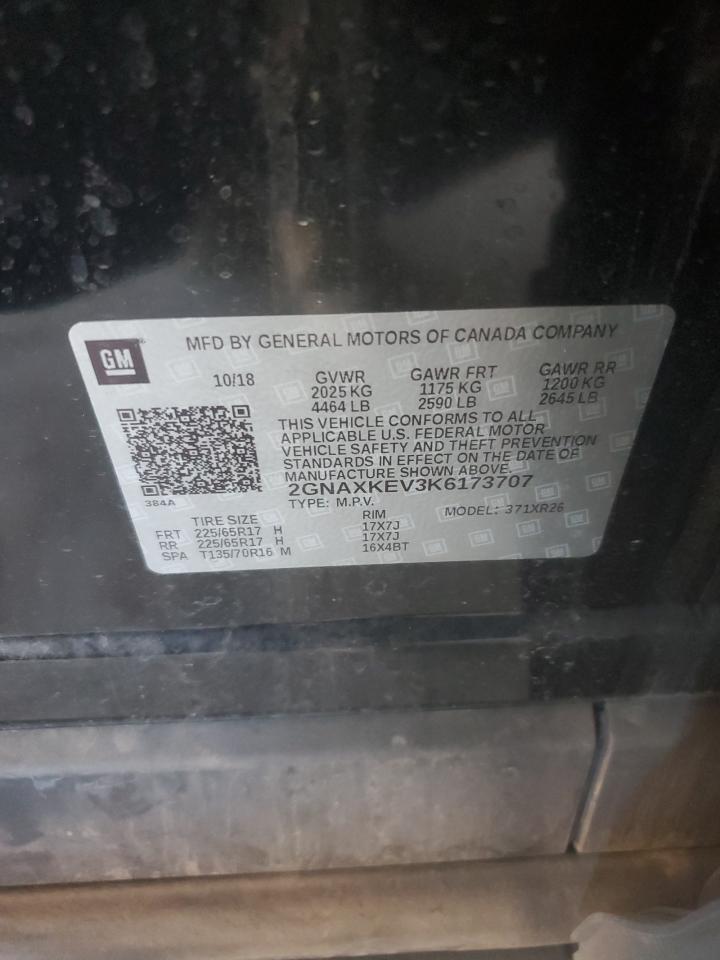 GM
MFD BY GENERAL MOTORS OF CANADA COMPANY
10/18 GVWR GAWR FRT GAWR RR
2025 KG 1175 KG 1200 KG
4464 LB 2590 LB 2645 LB
THIS VEHICLE CONFORMS TO ALL
APPLICABLE U.S. FEDERAL MOTOR
VEHICLE SAFETY AND THEFT PREVENTION
STANDARDS IN EFFECT ON THE DATE OF
MANUFACTURE SHOWN ABOVE.
2GNAXKEV3K6173707
384A
TYPE: M.P.V. MODEL: 371XR26
TIRE SIZE RIM
FRT 225/65R17 H 17X7J
RR 225/65R17 H 17X7J
SPA T135/70R16 M 16X4BT